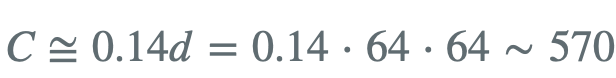 C ≅ 0.14d = 0.14 · 64 · 64 ~ 570